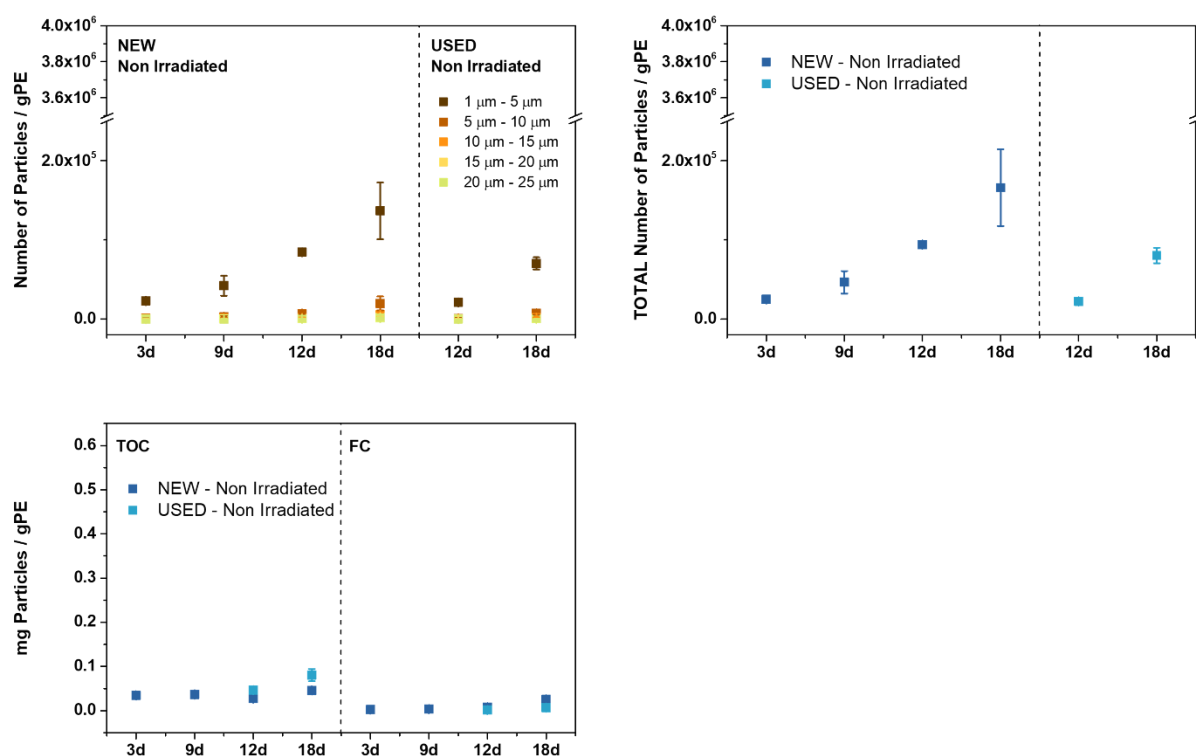 Number of Particles / gPE
4.0x10⁶
3.8x10⁶
3.6x10⁶
2.0x10⁵
0.0
NEW
Non Irradiated
USED
Non Irradiated
1 μm - 5 μm
5 μm - 10 μm
10 μm - 15 μm
15 μm - 20 μm
20 μm - 25 μm
3d 9d 12d 18d 12d 18d
TOTAL Number of Particles / gPE
4.0x10⁶
3.8x10⁶
3.6x10⁶
2.0x10⁵
0.0
NEW - Non Irradiated
USED - Non Irradiated
3d 9d 12d 18d 12d 18d
mg Particles / gPE
0.6
0.5
0.4
0.3
0.2
0.1
0.0
TOC
FC
NEW - Non Irradiated
USED - Non Irradiated
3d 9d 12d 18d 3d 9d 12d 18d